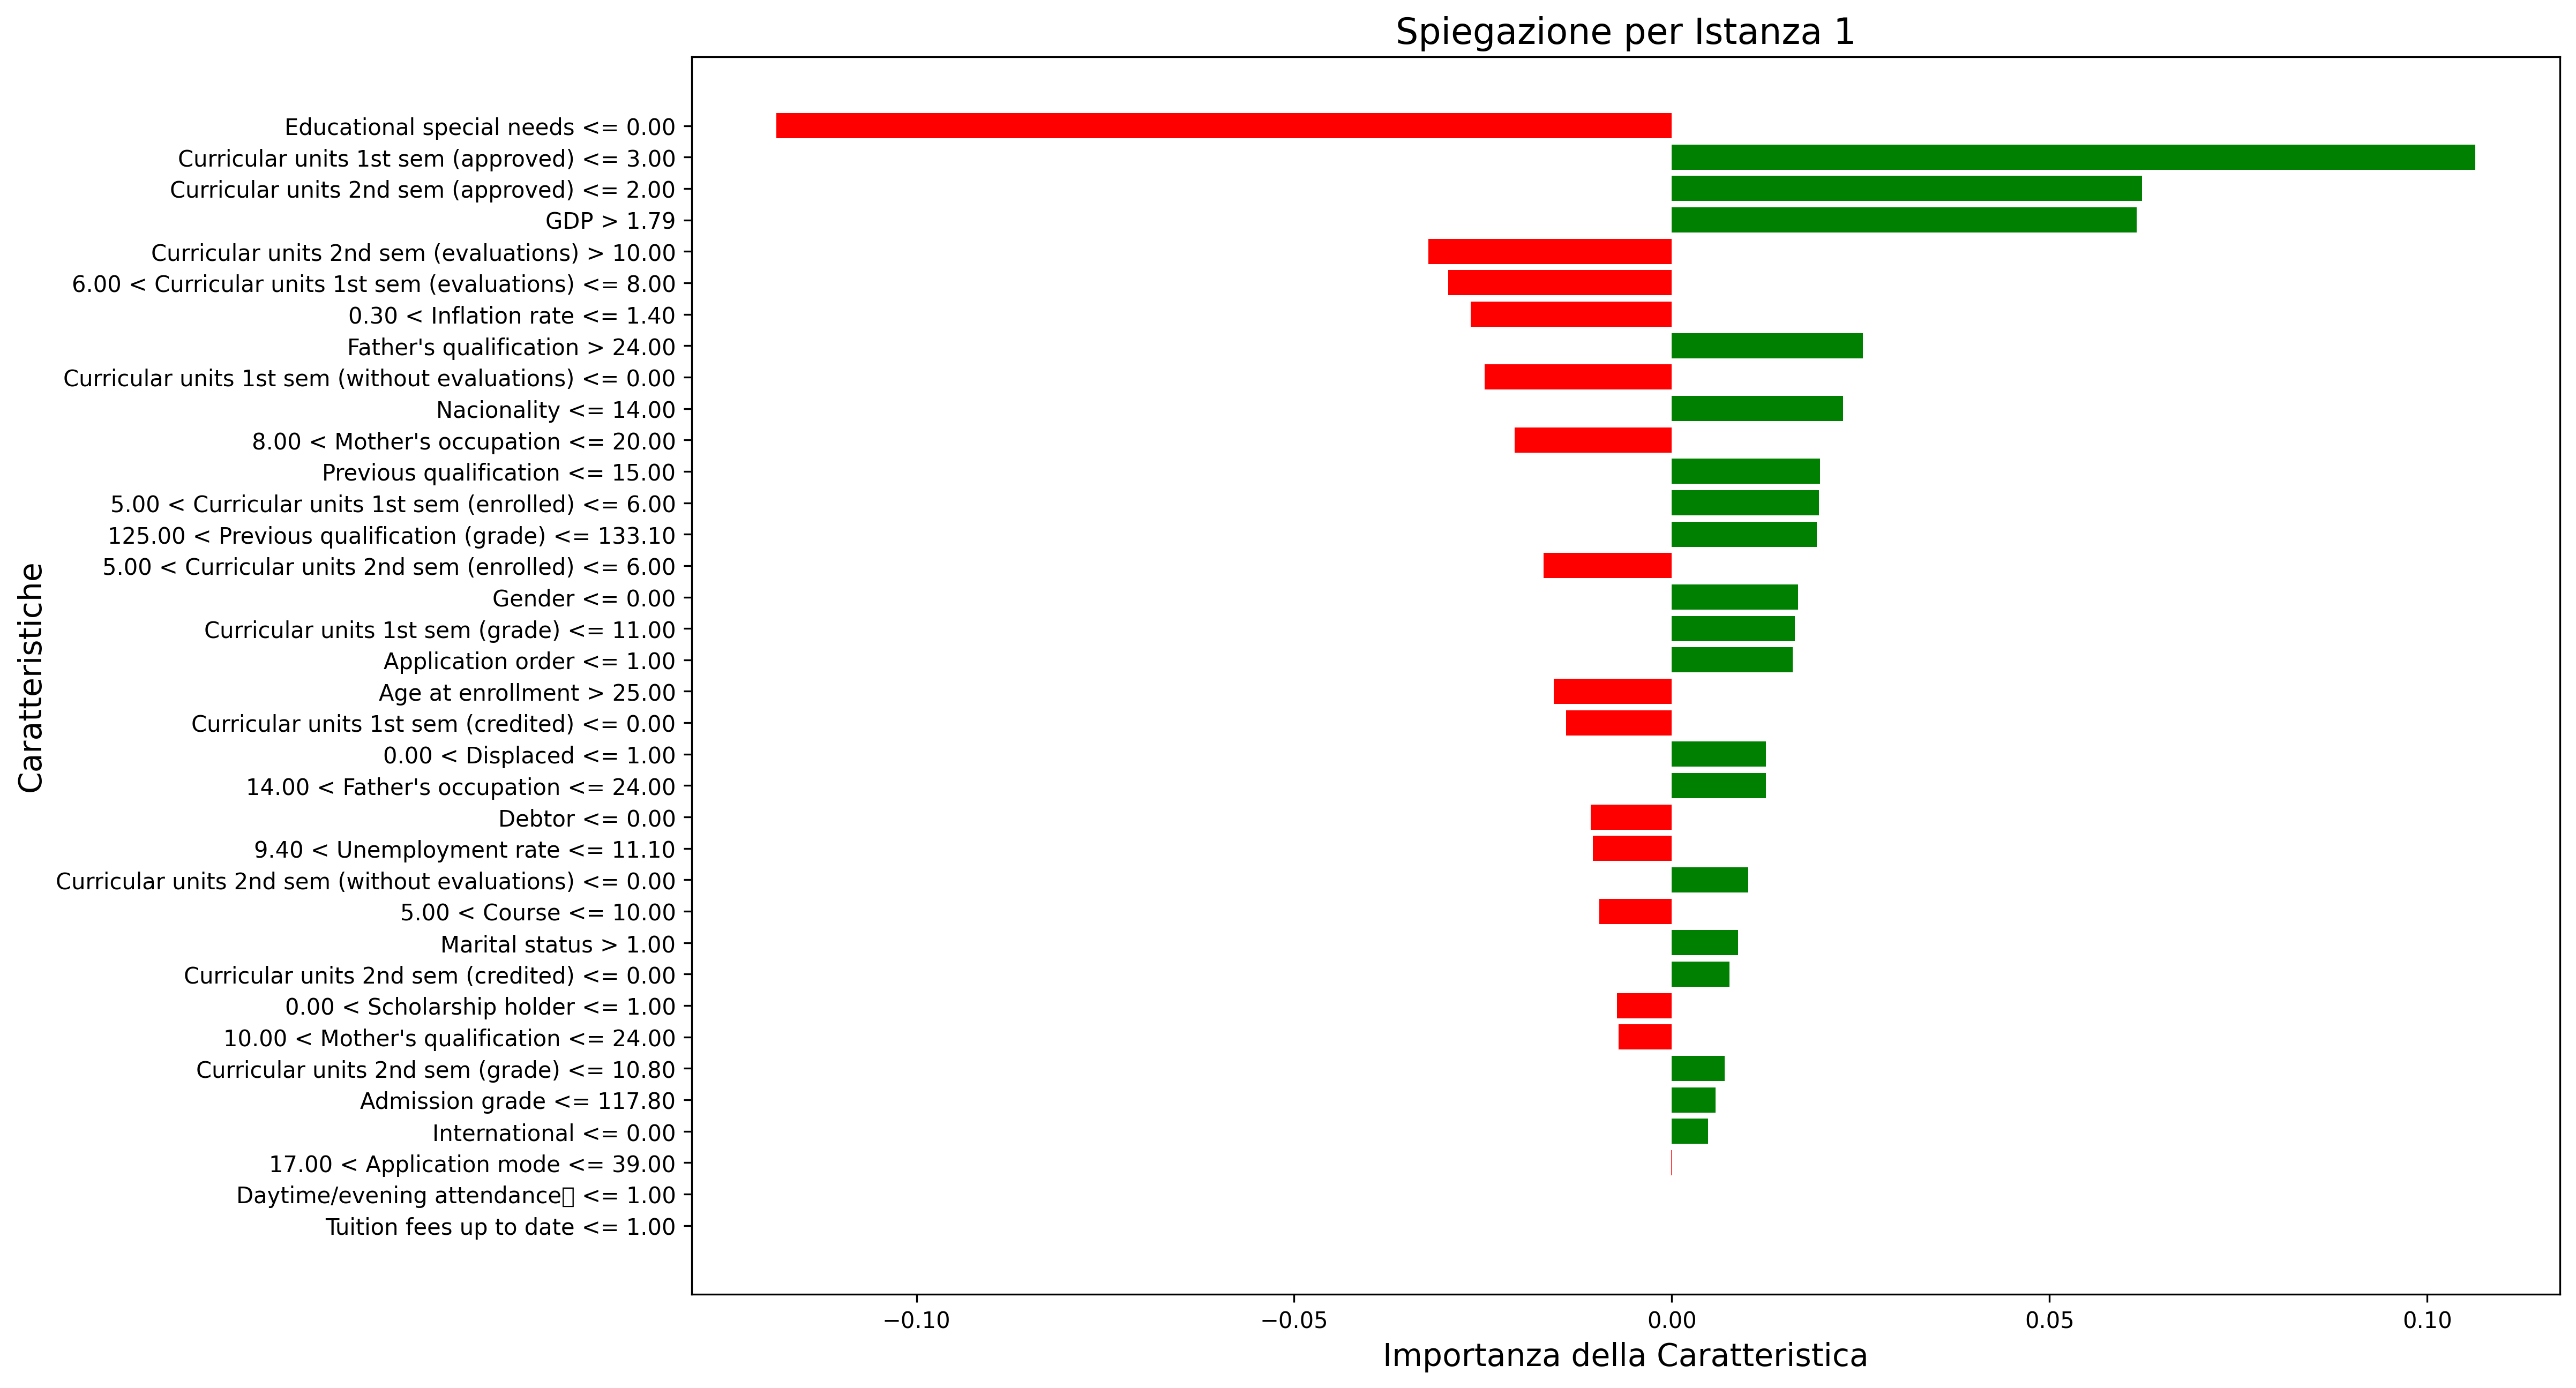 Spiegazione per Istanza 1
Caratteristiche
Educational special needs <= 0.00
Curricular units 1st sem (approved) <= 3.00
Curricular units 2nd sem (approved) <= 2.00
GDP > 1.79
Curricular units 2nd sem (evaluations) > 10.00
6.00 < Curricular units 1st sem (evaluations) <= 8.00
0.30 < Inflation rate <= 1.40
Father's qualification > 24.00
Curricular units 1st sem (without evaluations) <= 0.00
Nacionality <= 14.00
8.00 < Mother's occupation <= 20.00
Previous qualification <= 15.00
5.00 < Curricular units 1st sem (enrolled) <= 6.00
125.00 < Previous qualification (grade) <= 133.10
5.00 < Curricular units 2nd sem (enrolled) <= 6.00
Gender <= 0.00
Curricular units 1st sem (grade) <= 11.00
Application order <= 1.00
Age at enrollment > 25.00
Curricular units 1st sem (credited) <= 0.00
0.00 < Displaced <= 1.00
14.00 < Father's occupation <= 24.00
Debtor <= 0.00
9.40 < Unemployment rate <= 11.10
Curricular units 2nd sem (without evaluations) <= 0.00
5.00 < Course <= 10.00
Marital status > 1.00
Curricular units 2nd sem (credited) <= 0.00
0.00 < Scholarship holder <= 1.00
10.00 < Mother's qualification <= 24.00
Curricular units 2nd sem (grade) <= 10.80
Admission grade <= 117.80
International <= 0.00
17.00 < Application mode <= 39.00
Daytime/evening attendance▯ <= 1.00
Tuition fees up to date <= 1.00
−0.10 −0.05 0.00 0.05 0.10
Importanza della Caratteristica